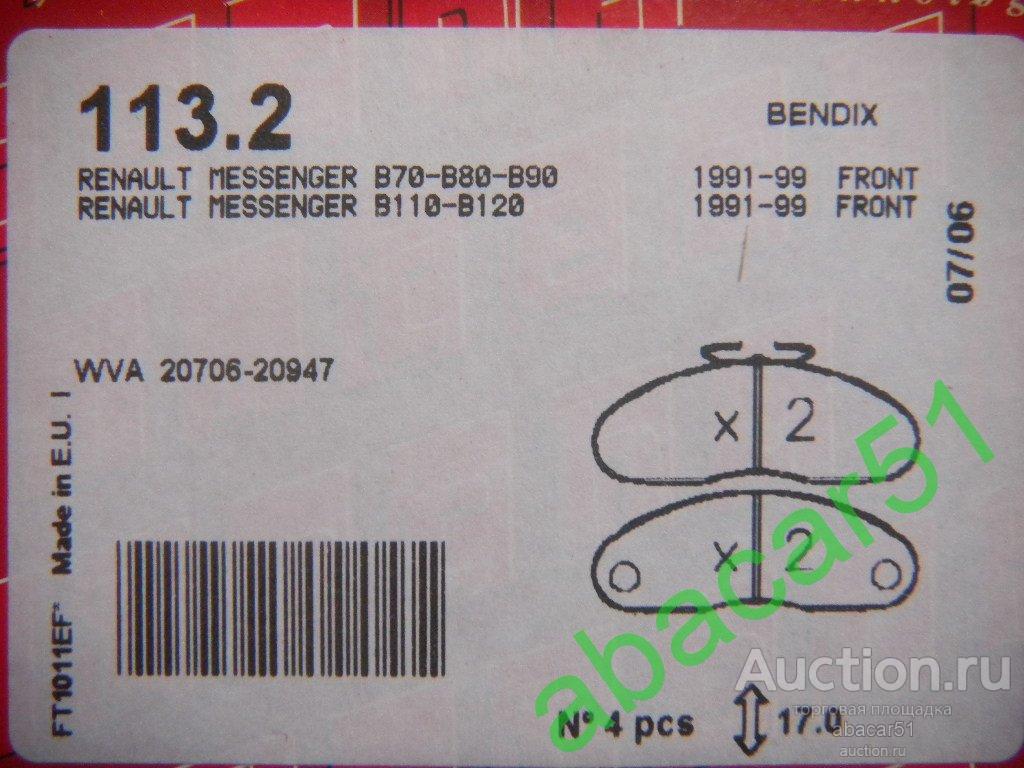 113.2
BENDIX
RENAULT MESSENGER B70-B80-B90 1991-99 FRONT
RENAULT MESSENGER B110-B120 1991-99 FRONT
07/06
WVA 20706-20947
x 2
x 2
FT1011EF* Made in E.U. I
N° 4 pcs 17.0
abacar51
Auction.ru
торговая площадка
abacar51
auction.ru